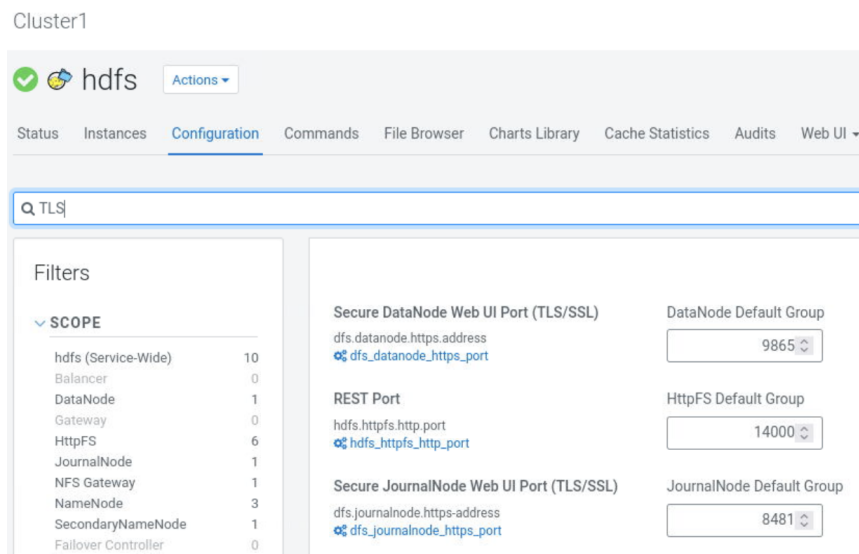 Cluster1
hdfs Actions
Status Instances Configuration Commands File Browser Charts Library Cache Statistics Audits Web UI
TLS
Filters
SCOPE
hdfs (Service-Wide) 10
Balancer 0
DataNode 1
Gateway 0
HttpFS 6
JournalNode 1
NFS Gateway 1
NameNode 3
SecondaryNameNode 1
Failover Controller 0
Secure DataNode Web UI Port (TLS/SSL) DataNode Default Group
dfs.datanode.https.address 9865
dfs_datanode_https_port
REST Port HttpFS Default Group
hdfs.httpfs.http.port 14000
hdfs_httpfs_http_port
Secure JournalNode Web UI Port (TLS/SSL) JournalNode Default Group
dfs.journalnode.https-address 8481
dfs_journalnode_https_port